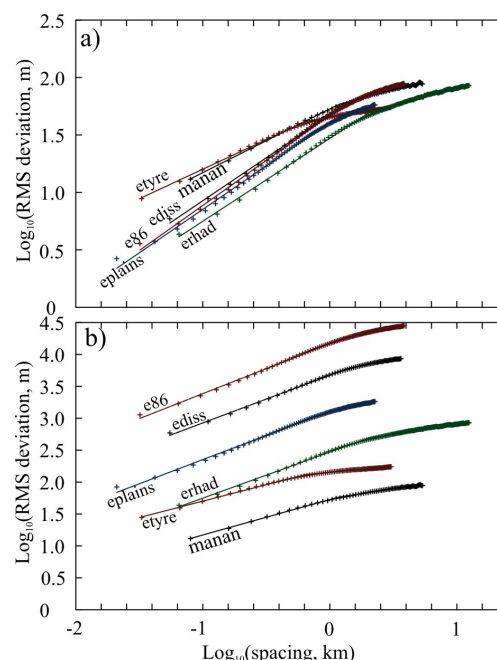 a)
2.5
2.0
1.5
1.0
0.5
0
Log₁₀(RMS deviation, m)
etyre
manan
ediss
e86
eplains
erhad
b)
4.5
4.0
3.5
3.0
2.5
2.0
1.5
1.0
0.5
0
Log₁₀(RMS deviation, m)
e86
ediss
eplains
erhad
etyre
manan
-2
-1
0
1
Log₁₀(spacing, km)